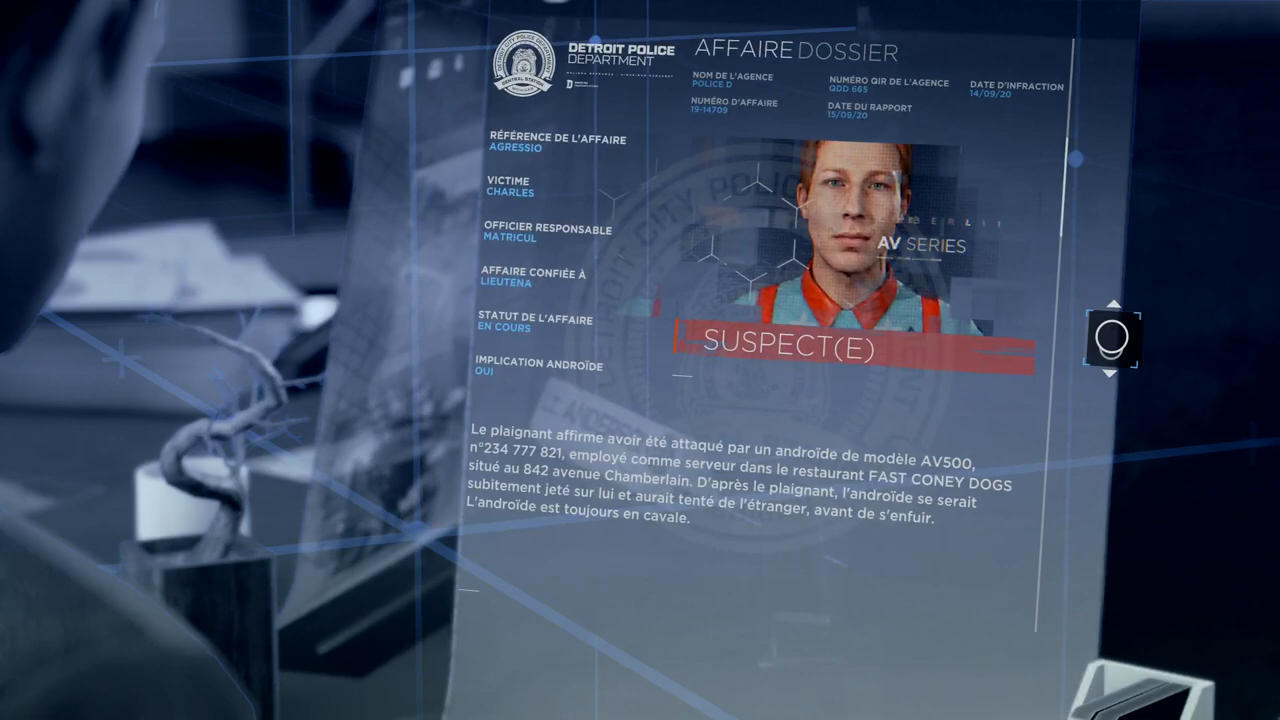 DETROIT POLICE
DEPARTMENT
AFFAIRE DOSSIER
NOM DE L'AGENCE
POLICE D
NUMÉRO QIR DE L'AGENCE
QDD 665
DATE D'INFRACTION
14/09/20
NUMÉRO D'AFFAIRE
19-14709
DATE DU RAPPORT
15/09/20
RÉFÉRENCE DE L'AFFAIRE
AGRESSIO
VICTIME
CHARLES
OFFICIER RESPONSABLE
MATRICUL
AFFAIRE CONFIÉE À
LIEUTENA
STATUT DE L'AFFAIRE
EN COURS
IMPLICATION ANDROÏDE
OUI
AV SERIES
SUSPECT(E)
Le plaignant affirme avoir été attaqué par un androïde de modèle AV500,
n°234 777 821, employé comme serveur dans le restaurant FAST CONEY DOGS
situé au 842 avenue Chamberlain. D'après le plaignant, l'androïde se serait
subitement jeté sur lui et aurait tenté de l'étranger, avant de s'enfuir.
L'androïde est toujours en cavale.